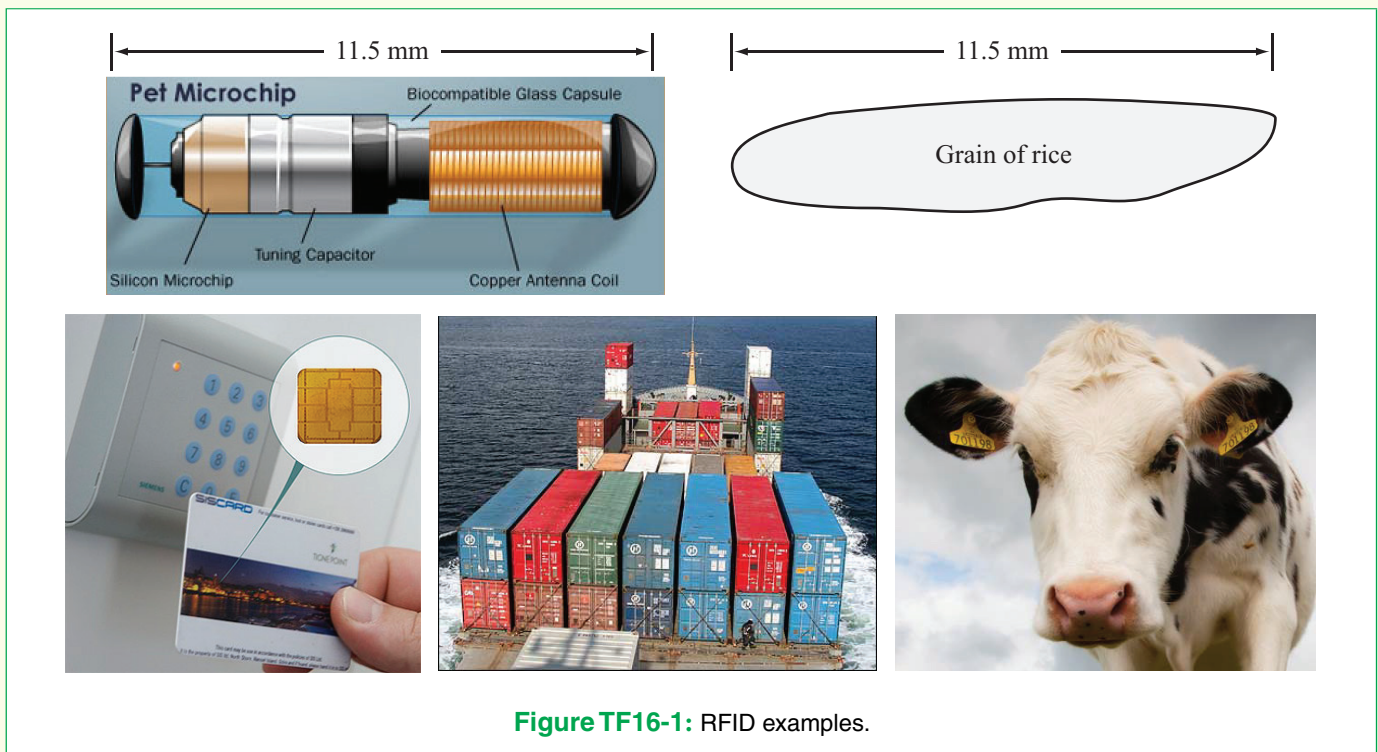 11.5 mm
11.5 mm
Pet Microchip
Biocompatible Glass Capsule
Tuning Capacitor
Silicon Microchip
Copper Antenna Coil
Grain of rice
1 2 3
4 5 6
7 8 9
C 0 E
SIEMENS
SISCARD
701198
701198
Figure TF16-1: RFID examples.